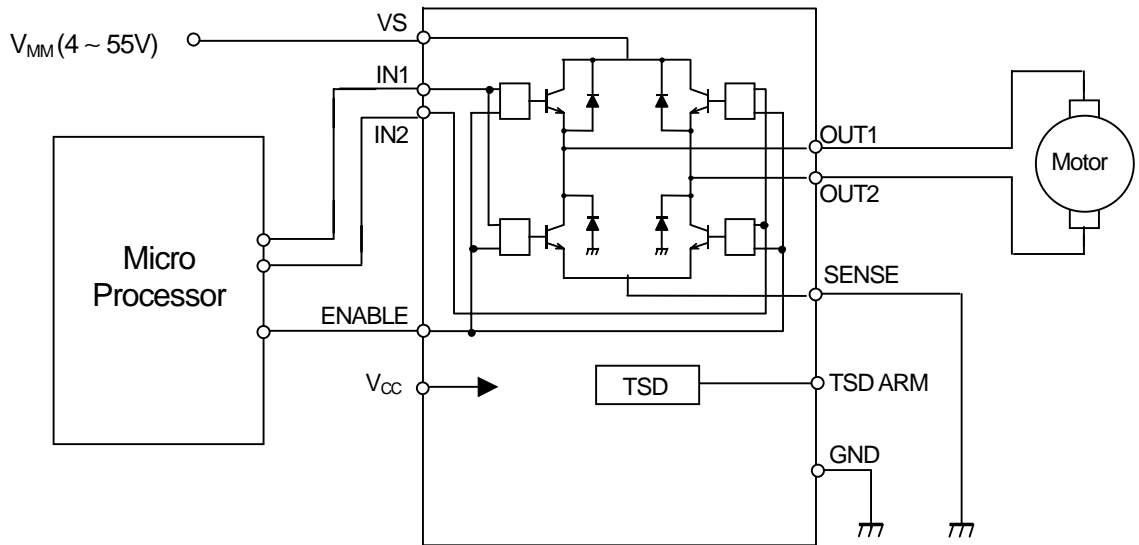 VS
V_MM (4 ~ 55V)
IN1
IN2
OUT1
Motor
OUT2
Micro
Processor
SENSE
ENABLE
V_CC
TSD
TSD ARM
GND